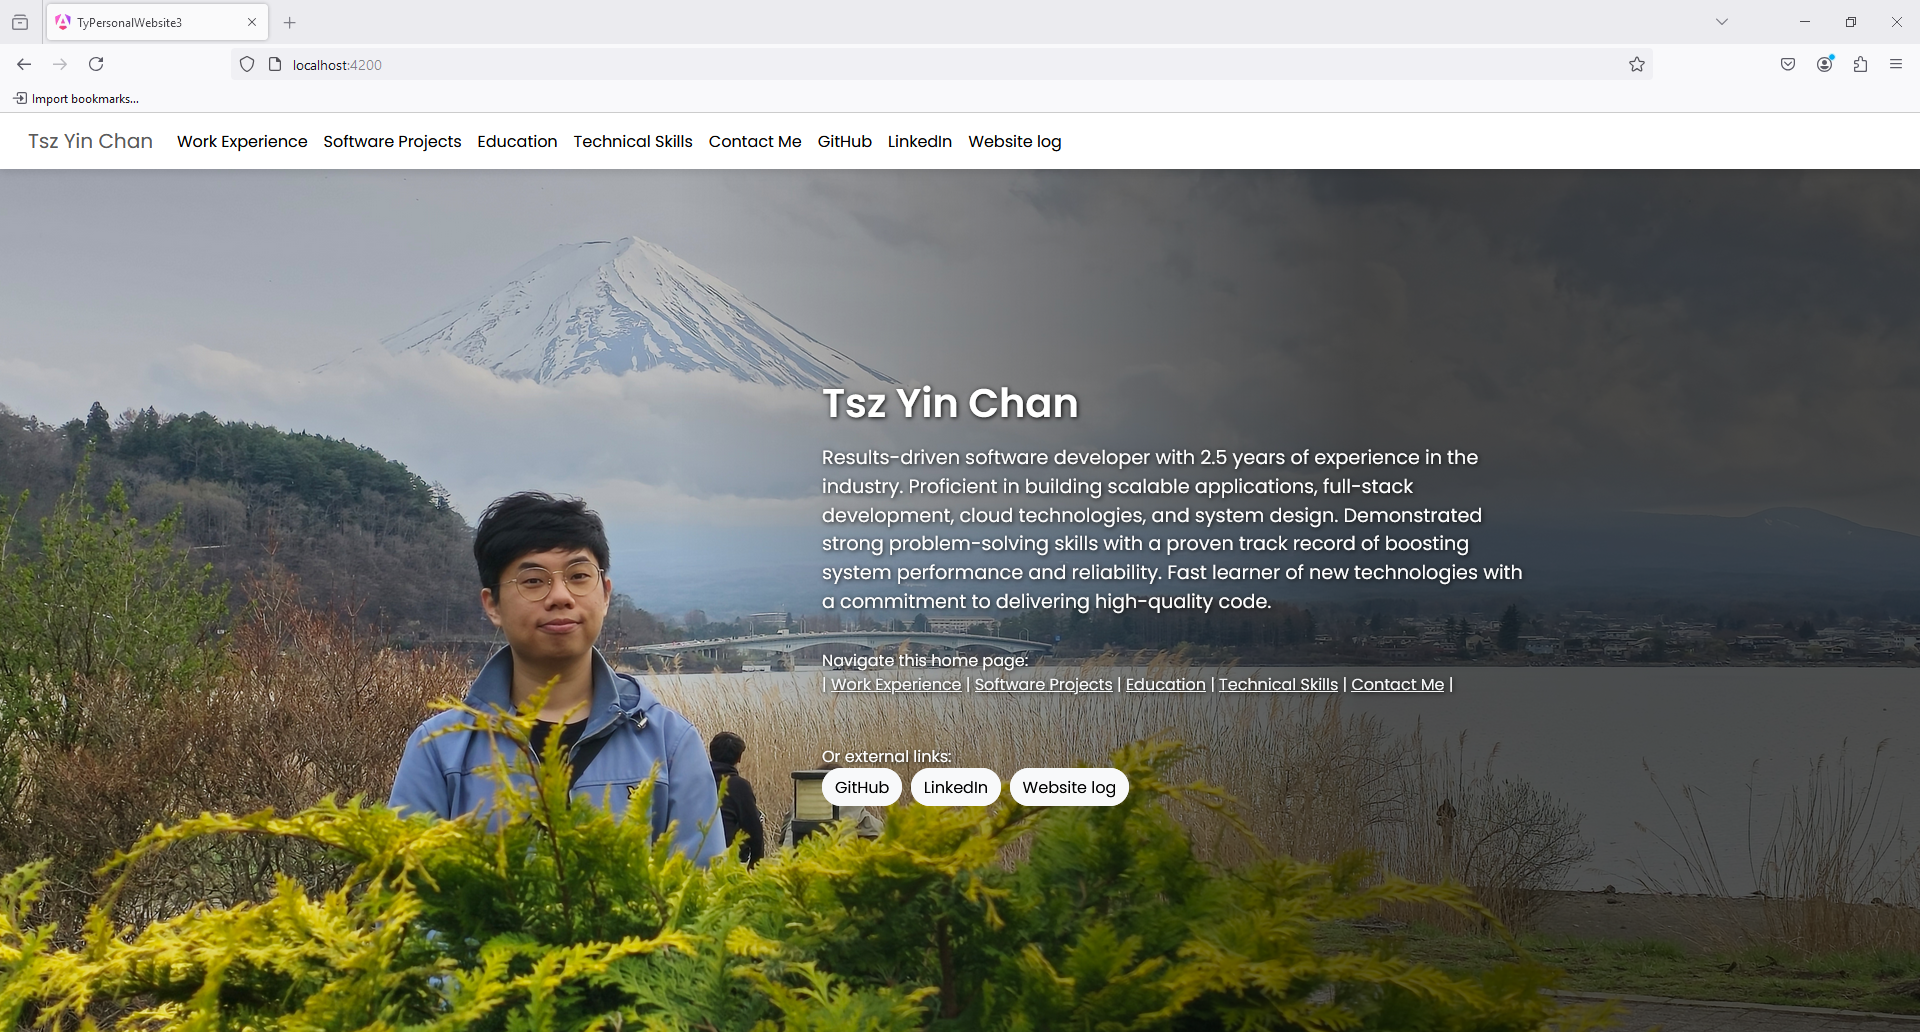 TyPersonalWebsite3
localhost:4200
Import bookmarks...
Tsz Yin Chan Work Experience Software Projects Education Technical Skills Contact Me GitHub LinkedIn Website log
Tsz Yin Chan
Results-driven software developer with 2.5 years of experience in the
industry. Proficient in building scalable applications, full-stack
development, cloud technologies, and system design. Demonstrated
strong problem-solving skills with a proven track record of boosting
system performance and reliability. Fast learner of new technologies with
a commitment to delivering high-quality code.
Navigate this home page:
| Work Experience | Software Projects | Education | Technical Skills | Contact Me |
Or external links:
GitHub LinkedIn Website log